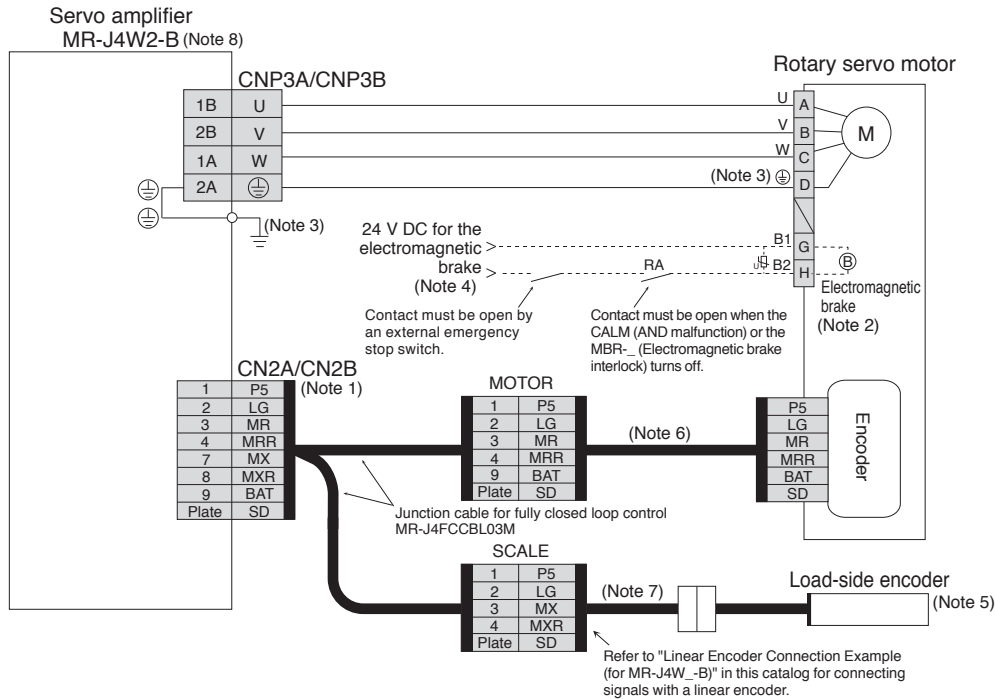 Servo amplifier
MR-J4W2-B (Note 8)
CNP3A/CNP3B
1B U
2B V
1A W
2A
(Note 3)
Rotary servo motor
U A
V B
W C
(Note 3) D
M
24 V DC for the
electromagnetic
brake
(Note 4)
RA
B1 G
U B2 H
B
Electromagnetic
brake
(Note 2)
Contact must be open by
an external emergency
stop switch.
Contact must be open when the
CALM (AND malfunction) or the
MBR-_ (Electromagnetic brake
interlock) turns off.
CN2A/CN2B
(Note 1)
1 P5
2 LG
3 MR
4 MRR
7 MX
8 MXR
9 BAT
Plate SD
MOTOR
1 P5
2 LG
3 MR
4 MRR
9 BAT
Plate SD
(Note 6)
P5
LG
MR
MRR
BAT
SD
Encoder
Junction cable for fully closed loop control
MR-J4FCCBL03M
SCALE
1 P5
2 LG
3 MX
4 MXR
Plate SD
(Note 7)
Load-side encoder
(Note 5)
Refer to "Linear Encoder Connection Example
(for MR-J4W_-B)" in this catalog for connecting
signals with a linear encoder.